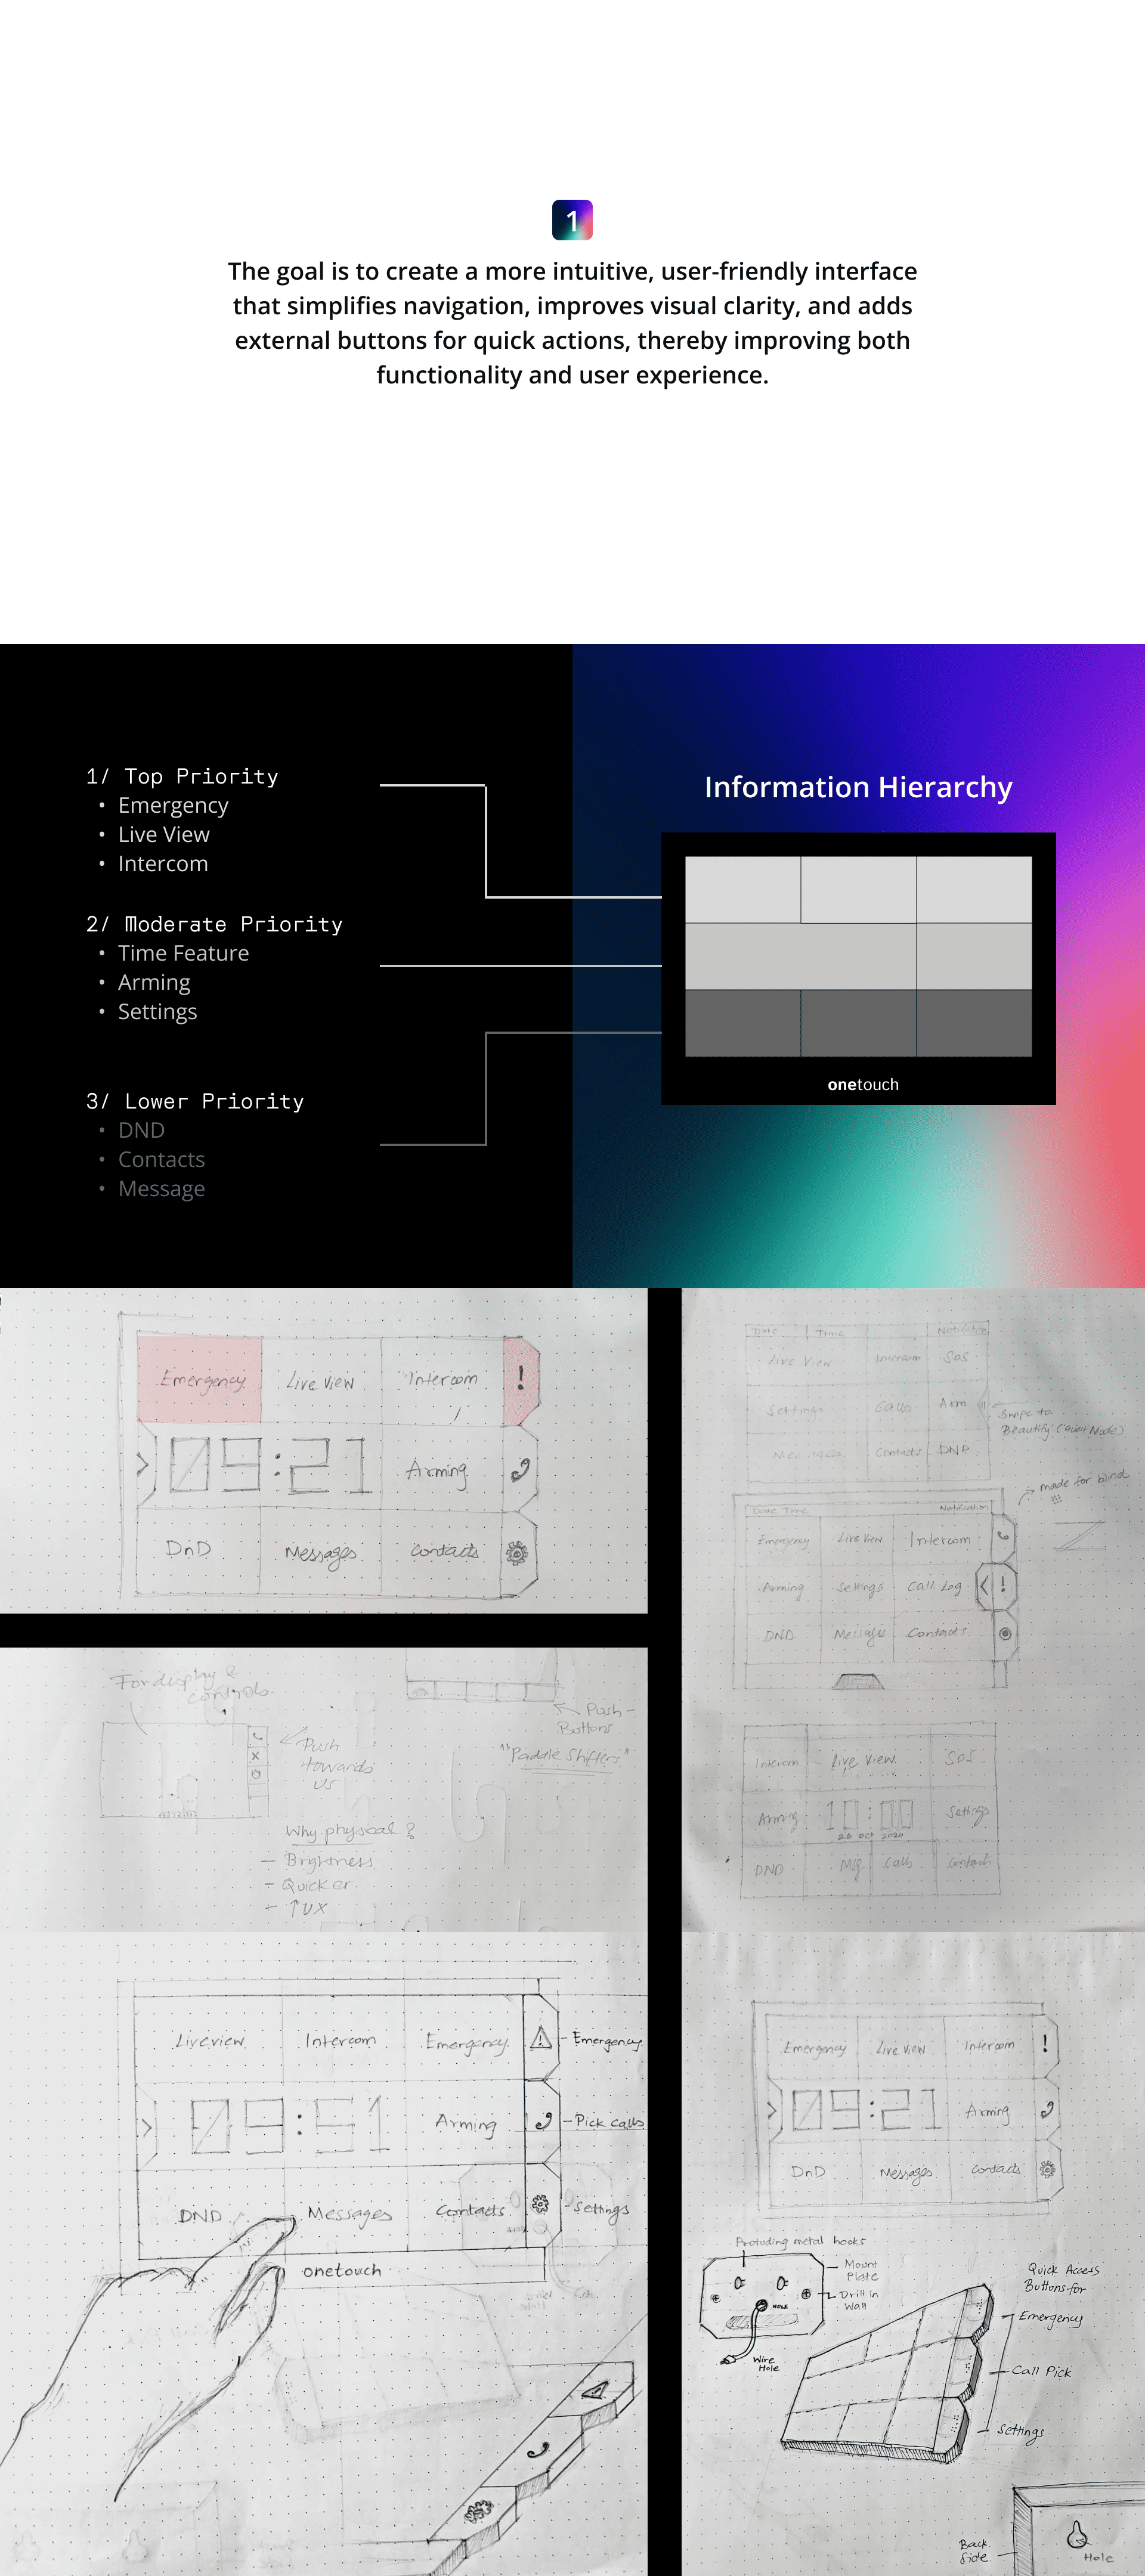 1
The goal is to create a more intuitive, user-friendly interface
that simplifies navigation, improves visual clarity, and adds
external buttons for quick actions, thereby improving both
functionality and user experience.
1/ Top Priority
• Emergency
• Live View
• Intercom
2/ Moderate Priority
• Time Feature
• Arming
• Settings
3/ Lower Priority
• DND
• Contacts
• Message
Information Hierarchy
onetouch
Emergency Live View Intercom !
09:21 Arming
DnD Messages Contacts
Date Time Notification
Live View Intercom SOS
Settings Calls Arm
Swipe to
Beautify
Contacts DND
made for blind
Date Time Notification
Emergency Live View Intercom
Arming Settings Call Log !
DND Messages Contacts
Intercom Live View SOS
Arming 10:00 Settings
26 Oct 2024
DND Msg Calls Contacts
For display &
controls
Push
towards
us
Push-
Buttons
"Paddle Shifters"
Why physical ?
- Brightness
- Quicker
- ↑UX
Liveview Intercom Emergency - Emergency
09:51 Arming - Pick calls
DND Messages Contacts - Settings
onetouch
Emergency Live View Intercom !
09:21 Arming
DnD Messages Contacts
Protuding metal hooks
Mount
Plate
Drill in
Wall
HOLE
Wire
Hole
Quick Access
Buttons for
Emergency
Call Pick
Settings
Back
Side
Hole